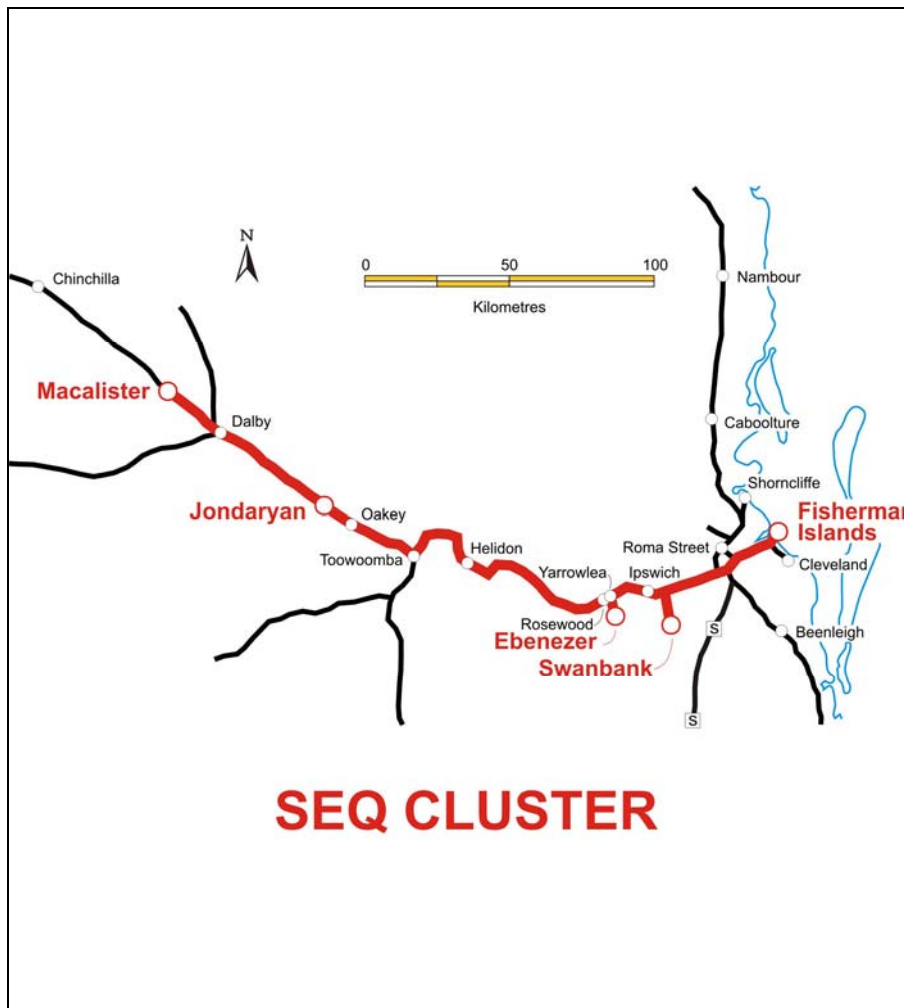 N
0 50 100
Kilometres
Chinchilla
Nambour
Macalister
Dalby
Caboolture
Shorncliffe
Jondaryan
Oakey
Fisherman
Islands
Toowoomba
Helidon
Roma Street
Cleveland
Yarrowlea
Ipswich
Rosewood
Ebenezer
Beenleigh
S
Swanbank
S
SEQ CLUSTER